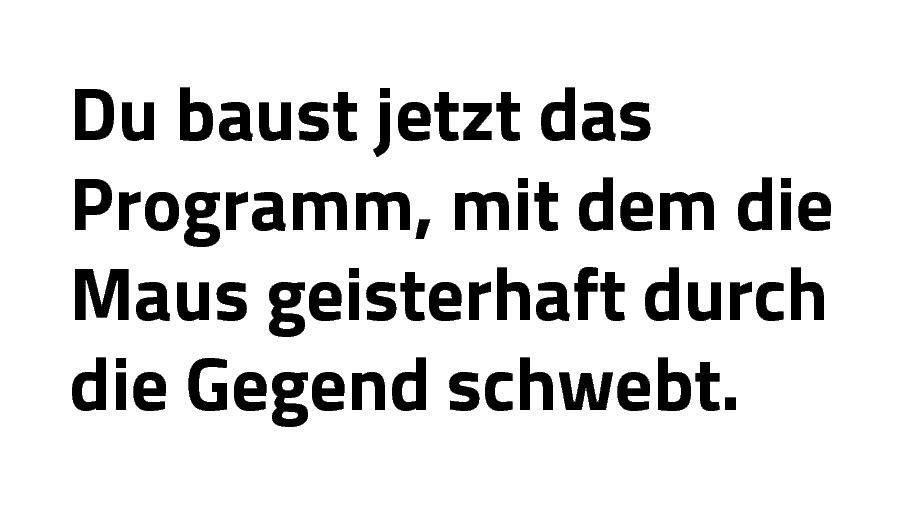 Du baust jetzt das
Programm, mit dem die
Maus geisterhaft durch
die Gegend schwebt.